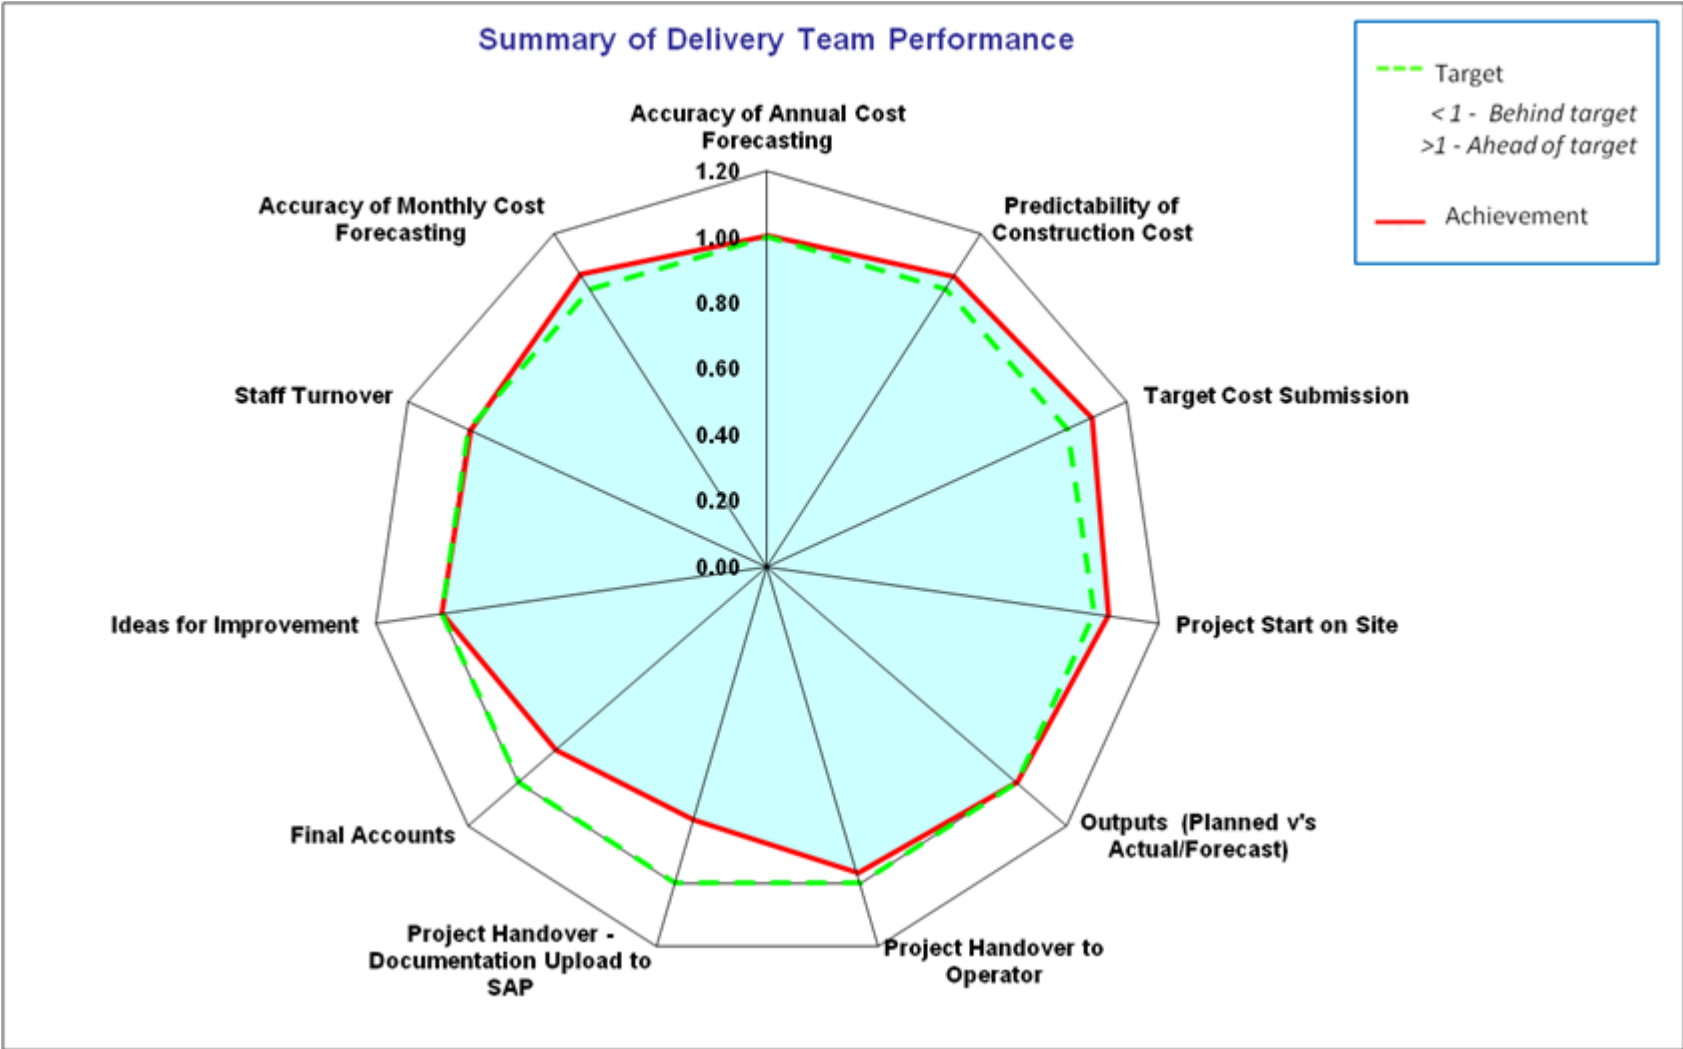 Summary of Delivery Team Performance
Target
< 1 - Behind target
>1 - Ahead of target
Achievement
Accuracy of Annual Cost
Forecasting
1.20
1.00
0.80
0.60
0.40
0.20
0.00
Predictability of
Construction Cost
Target Cost Submission
Project Start on Site
Outputs (Planned v's
Actual/Forecast)
Project Handover to
Operator
Project Handover -
Documentation Upload to
SAP
Final Accounts
Ideas for Improvement
Staff Turnover
Accuracy of Monthly Cost
Forecasting